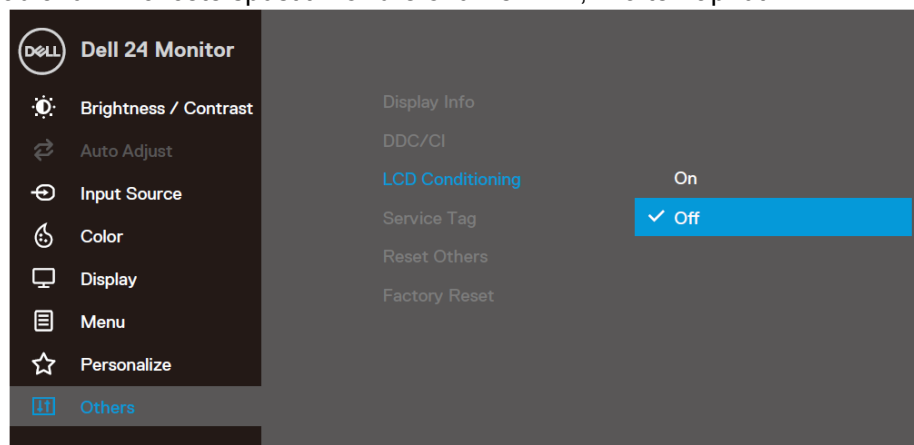 DELL
Dell 24 Monitor
Brightness / Contrast
Auto Adjust
Input Source
Color
Display
Menu
Personalize
Others
Display Info
DDC/CI
LCD Conditioning
Service Tag
Reset Others
Factory Reset
On
Off